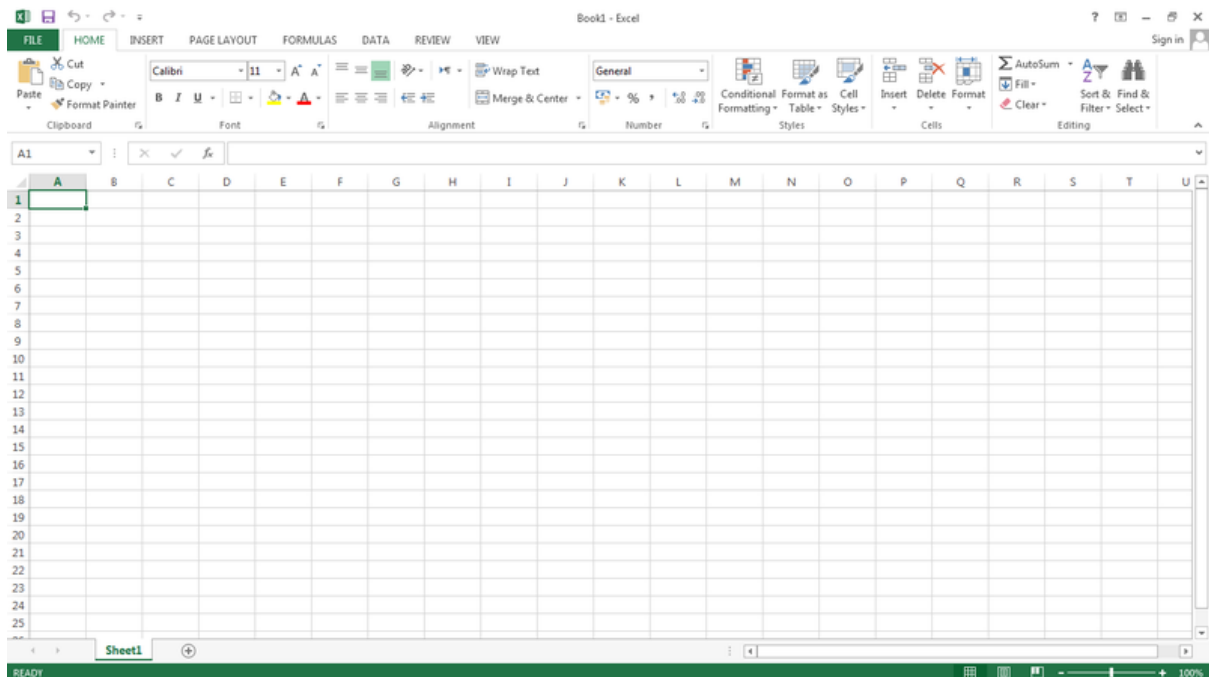 Book1 - Excel ?
FILE HOME INSERT PAGE LAYOUT FORMULAS DATA REVIEW VIEW Sign in
Paste
Cut
Copy
Format Painter
Clipboard
Calibri 11 A A
B I U A
Font
Wrap Text
Merge & Center
Alignment
General
% ,
Number
Conditional Formatting
Format as Table
Cell Styles
Styles
Insert Delete Format
Cells
AutoSum
Fill
Clear
Sort & Filter
Find & Select
Editing
A1 fx
A B C D E F G H I J K L M N O P Q R S T U
1
2
3
4
5
6
7
8
9
10
11
12
13
14
15
16
17
18
19
20
21
22
23
24
25
Sheet1
READY 100%